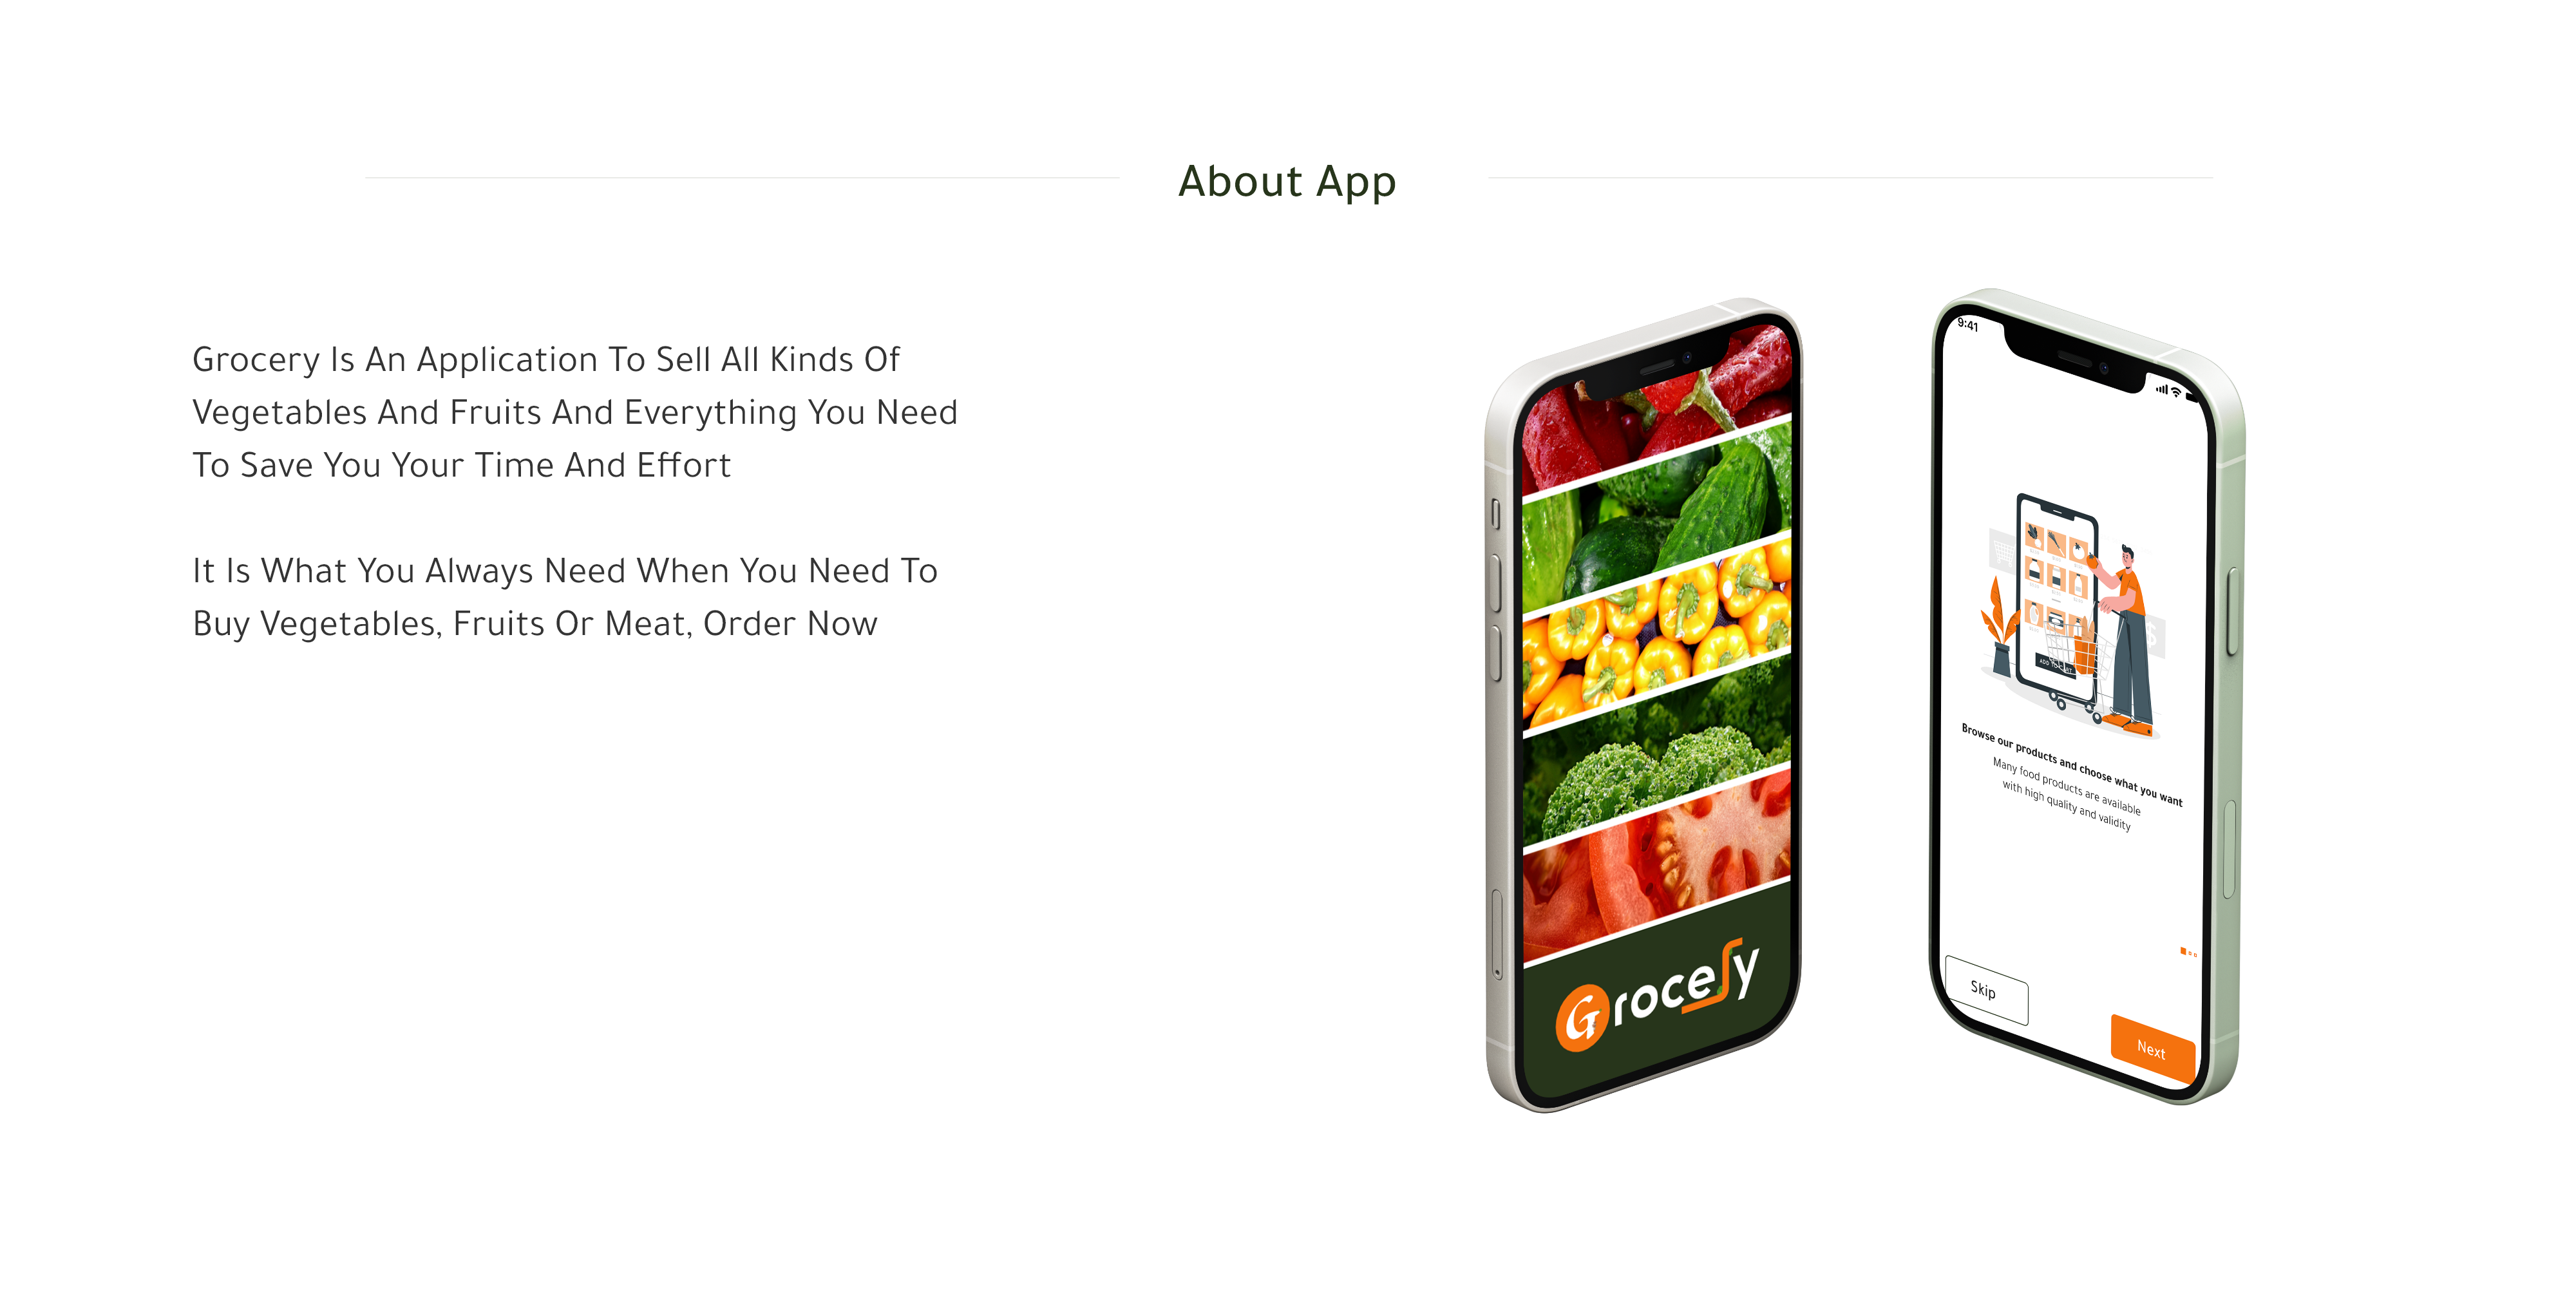 About App
Grocery Is An Application To Sell All Kinds Of
Vegetables And Fruits And Everything You Need
To Save You Your Time And Effort
It Is What You Always Need When You Need To
Buy Vegetables, Fruits Or Meat, Order Now
Grocery
9:41
Browse our products and choose what you want
Many food products are available
with high quality and validity
Skip
Next